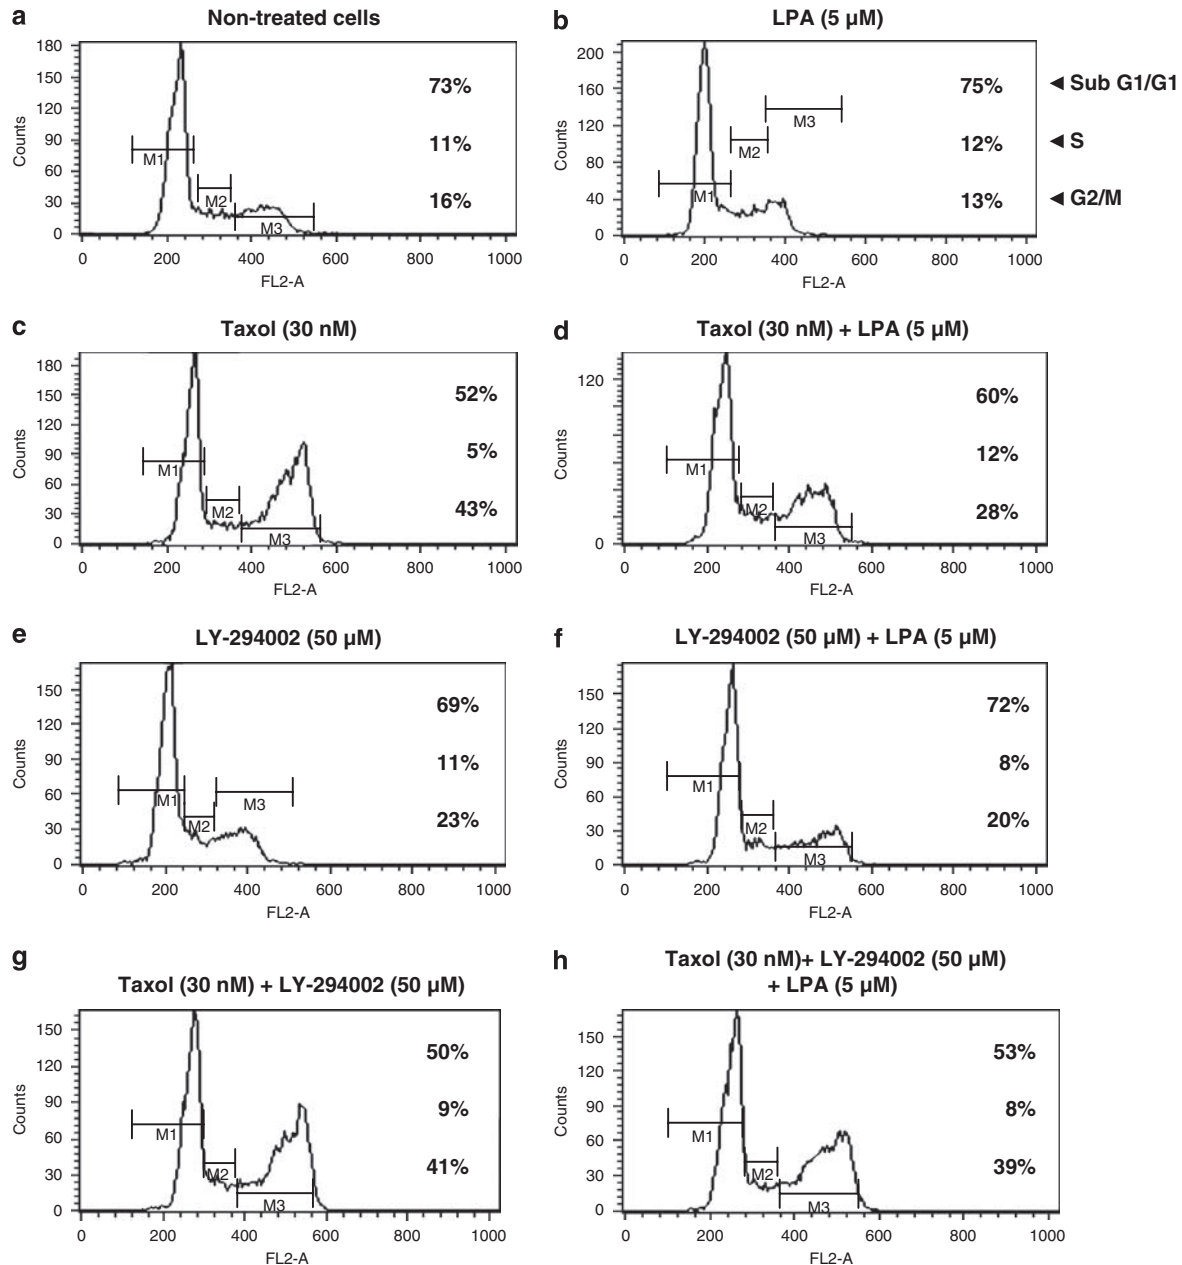 a Non-treated cells
180
150
120
90
60
30
0
Counts
M1
M2
M3
73%
11%
16%
0 200 400 600 800 1000
FL2-A
b LPA (5 µM)
200
160
120
80
40
0
Counts
M1
M2
M3
75%
12%
13%
◄ Sub G1/G1
◄ S
◄ G2/M
0 200 400 600 800 1000
FL2-A
c Taxol (30 nM)
180
150
120
90
60
30
0
Counts
M1
M2
M3
52%
5%
43%
0 200 400 600 800 1000
FL2-A
d Taxol (30 nM) + LPA (5 µM)
120
0
Counts
M1
M2
M3
60%
12%
28%
0 200 400 600 800 1000
FL2-A
e LY-294002 (50 µM)
150
120
90
60
30
0
Counts
M1
M2
M3
69%
11%
23%
0 200 400 600 800 1000
FL2-A
f LY-294002 (50 µM) + LPA (5 µM)
150
120
90
60
30
0
Counts
M1
M2
M3
72%
8%
20%
0 200 400 600 800 1000
FL2-A
g
Taxol (30 nM) + LY-294002 (50 µM)
150
120
90
60
30
0
Counts
M1
M2
M3
50%
9%
41%
0 200 400 600 800 1000
FL2-A
h Taxol (30 nM)+ LY-294002 (50 µM)
+ LPA (5 µM)
150
120
90
60
30
0
Counts
M1
M2
M3
53%
8%
39%
0 200 400 600 800 1000
FL2-A